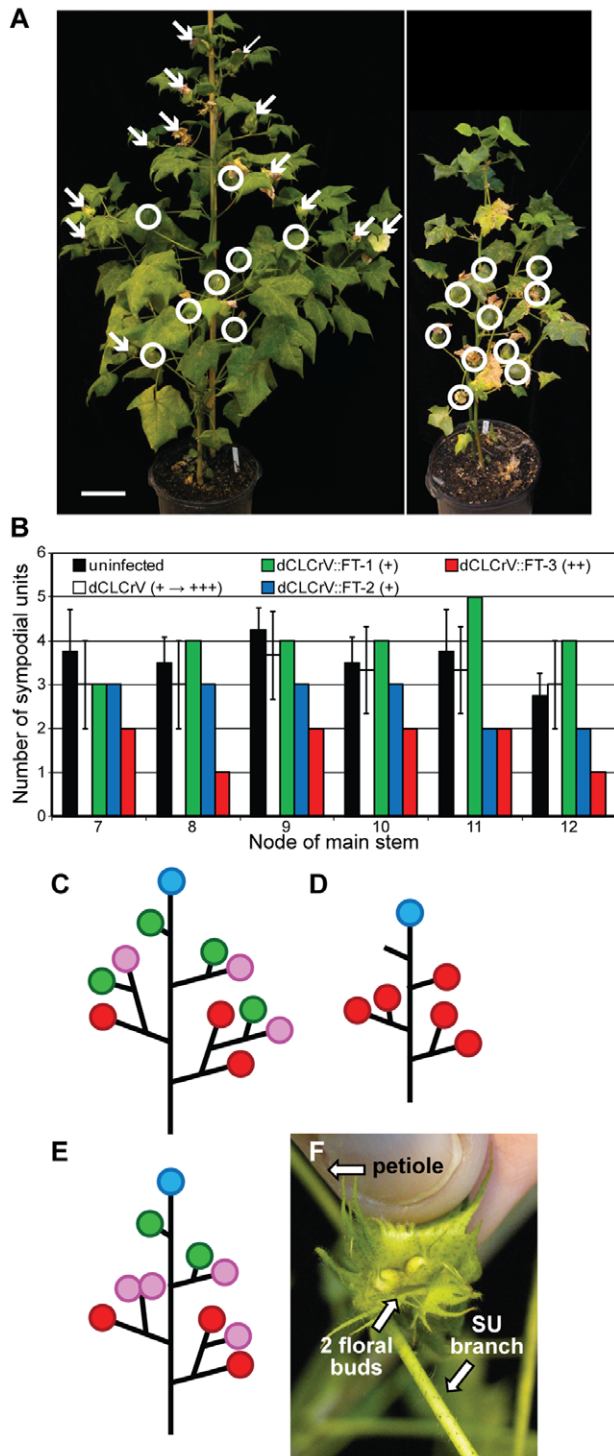 A
B
6
5
4
3
2
1
0
Number of sympodial units
uninfected
dCLCrV::FT-1 (+)
dCLCrV::FT-3 (++)
dCLCrV (+ → +++)
dCLCrV::FT-2 (+)
7 8 9 10 11 12
Node of main stem
C
D
E
F
petiole
2 floral
buds
SU
branch